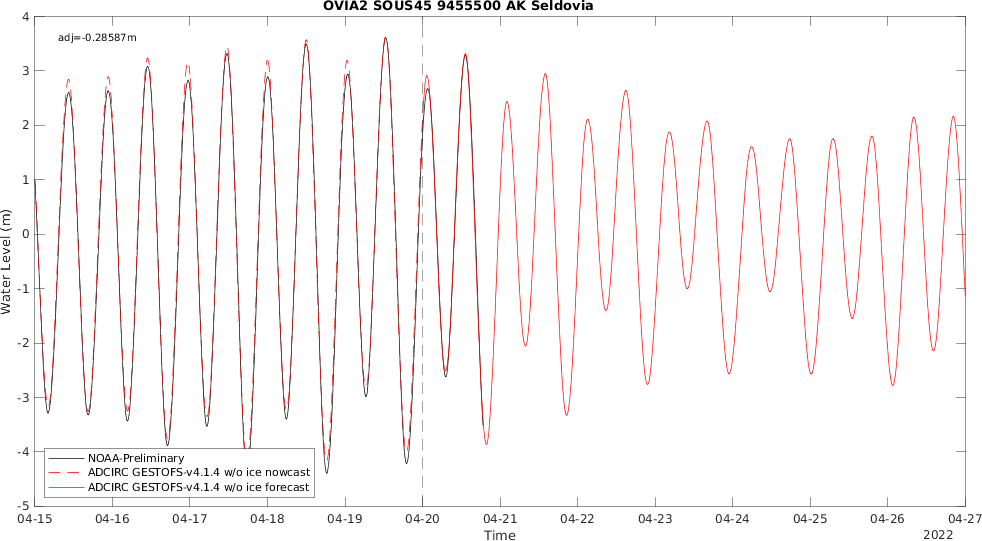 OVIA2 SOUS45 9455500 AK Seldovia
adj=-0.28587m
4
3
2
1
0
-1
-2
-3
-4
-5
Water Level (m)
NOAA-Preliminary
ADCIRC GESTOFS-v4.1.4 w/o ice nowcast
ADCIRC GESTOFS-v4.1.4 w/o ice forecast
04-15 04-16 04-17 04-18 04-19 04-20 04-21 04-22 04-23 04-24 04-25 04-26 04-27
Time
2022